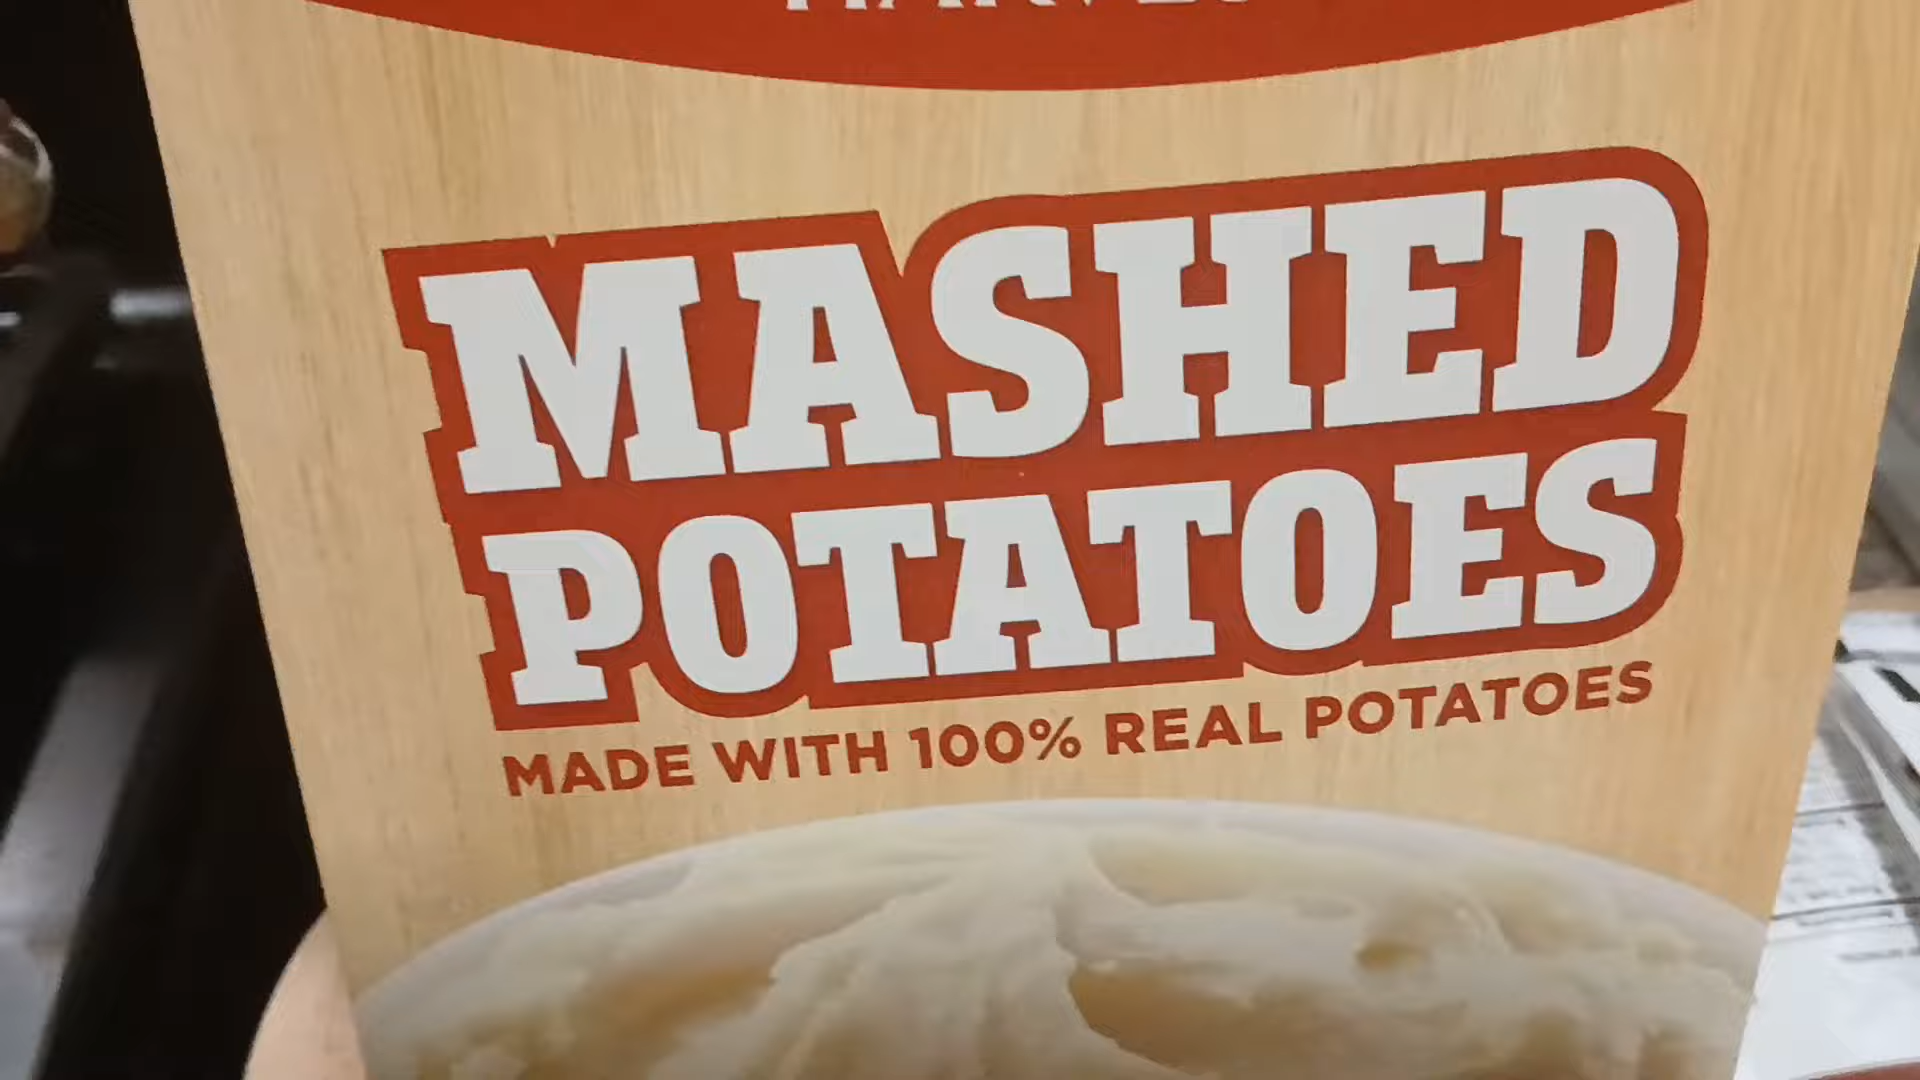 MASHED
POTATOES
MADE WITH 100% REAL POTATOES